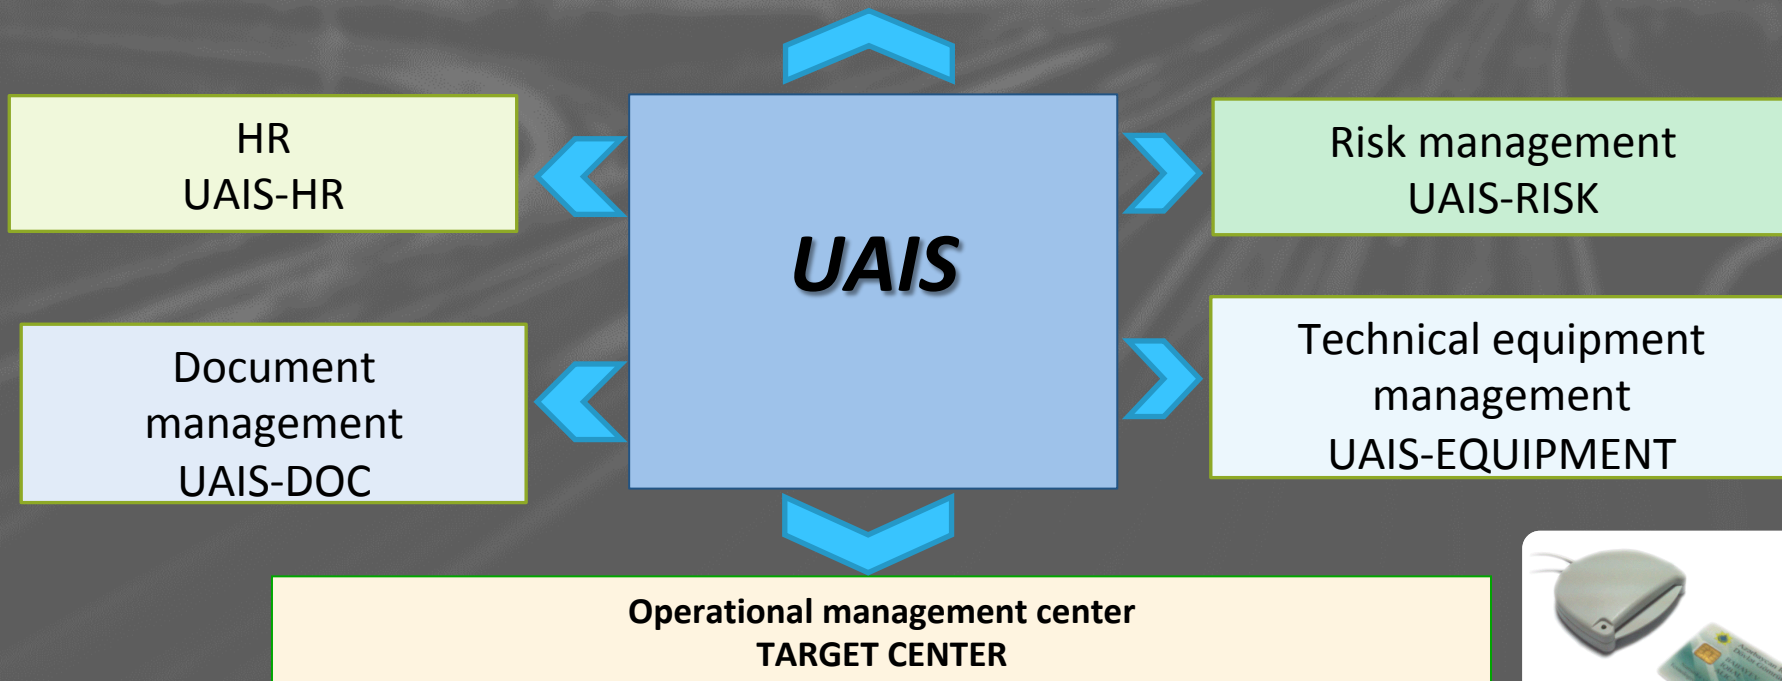 HR
UAIS-HR
UAIS
Risk management
UAIS-RISK
Document
management
UAIS-DOC
Technical equipment
management
UAIS-EQUIPMENT
Operational management center
TARGET CENTER